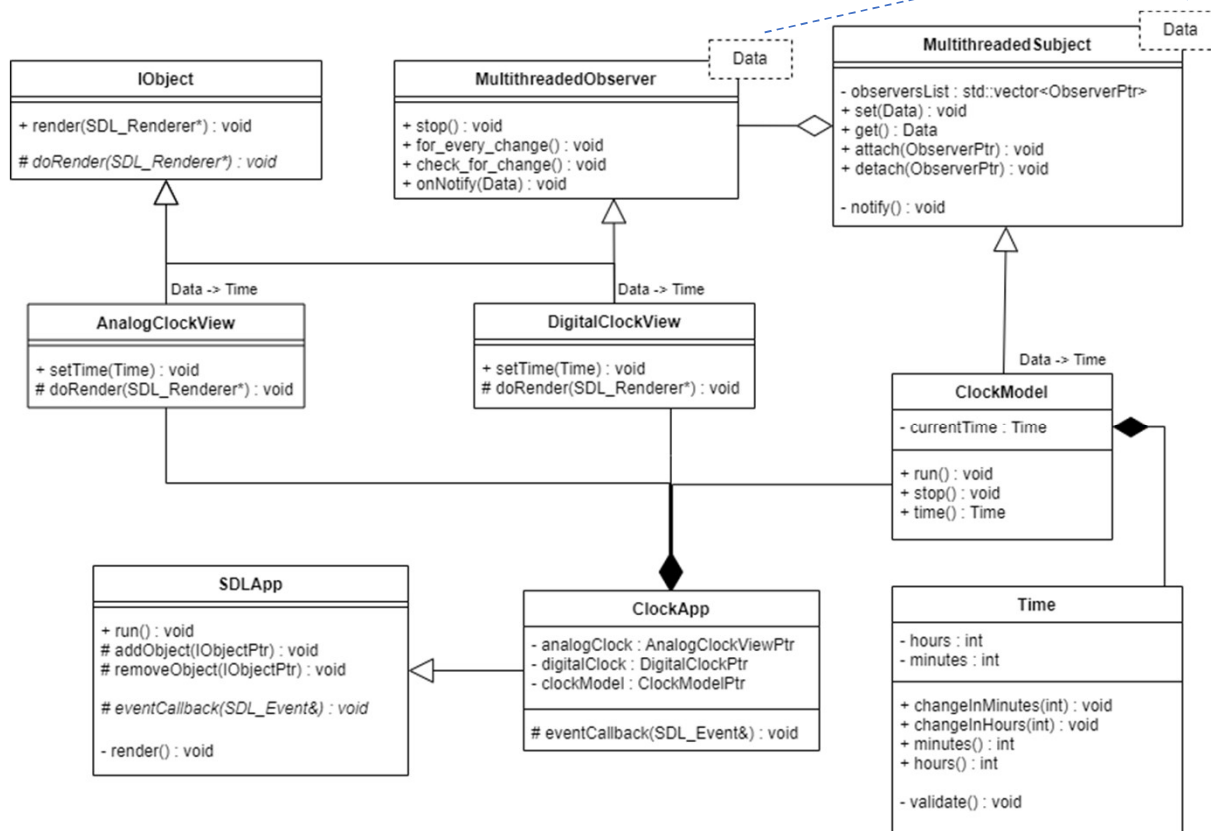 IObject
+ render(SDL_Renderer*) : void
# doRender(SDL_Renderer*) : void
Data
MultithreadedObserver
+ stop() : void
+ for_every_change() : void
+ check_for_change() : void
+ onNotify(Data) : void
Data
MultithreadedSubject
- observersList : std::vector<ObserverPtr>
+ set(Data) : void
+ get() : Data
+ attach(ObserverPtr) : void
+ detach(ObserverPtr) : void
- notify() : void
Data -> Time
AnalogClockView
+ setTime(Time) : void
# doRender(SDL_Renderer*) : void
Data -> Time
DigitalClockView
+ setTime(Time) : void
# doRender(SDL_Renderer*) : void
Data -> Time
ClockModel
- currentTime : Time
+ run() : void
+ stop() : void
+ time() : Time
SDLApp
+ run() : void
# addObject(IObjectPtr) : void
# removeObject(IObjectPtr) : void
# eventCallback(SDL_Event&) : void
- render() : void
ClockApp
- analogClock : AnalogClockViewPtr
- digitalClock : DigitalClockPtr
- clockModel : ClockModelPtr
# eventCallback(SDL_Event&) : void
Time
- hours : int
- minutes : int
+ changeInMinutes(int) : void
+ changeInHours(int) : void
+ minutes() : int
+ hours() : int
- validate() : void